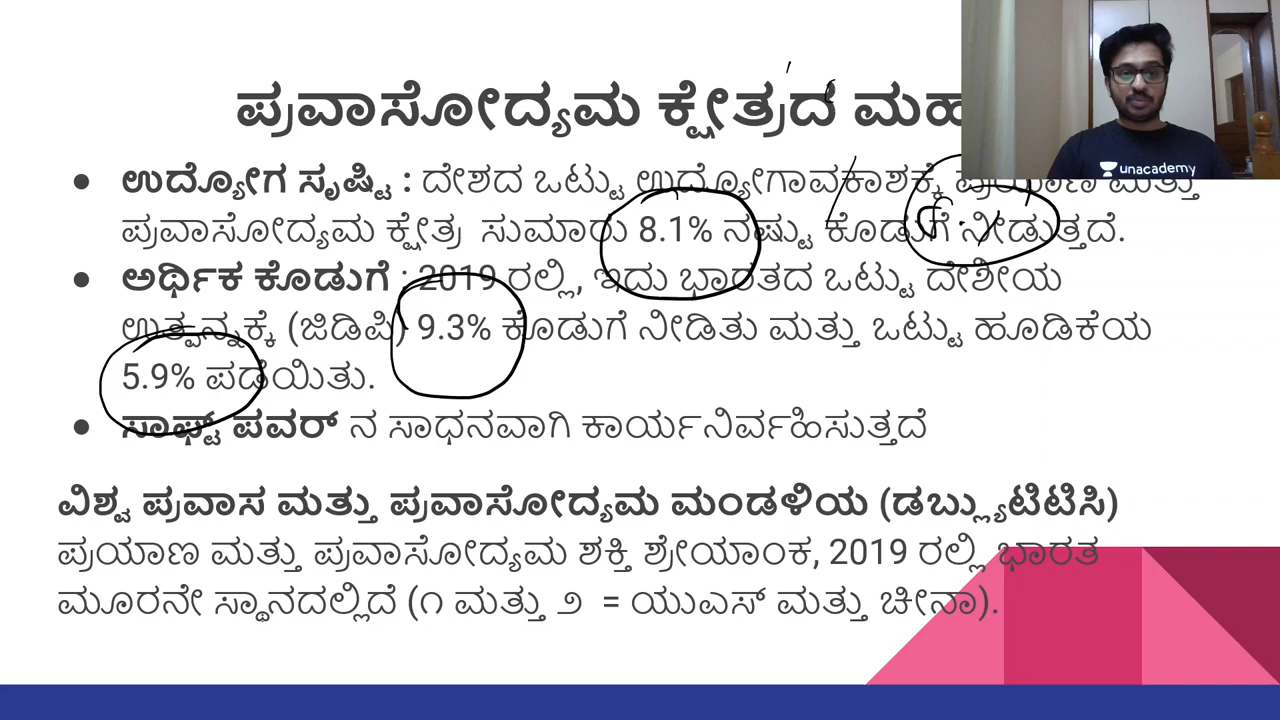 ಪ್ರವಾಸೋದ್ಯಮ ಕ್ಷೇತ್ರದ ಮಹ
unacademy
● ಉದ್ಯೋಗ ಸೃಷ್ಟಿ : ದೇಶದ ಒಟ್ಟು ಉದ್ಯೋಗಾವಕಾಶಕ್ಕೆ ಪ್ರಯಾಣ ಮತ್ತು
ಪ್ರವಾಸೋದ್ಯಮ ಕ್ಷೇತ್ರ ಸುಮಾರು 8.1% ನಷ್ಟು ಕೊಡುಗೆ ನೀಡುತ್ತದೆ.
● ಅರ್ಥಿಕ ಕೊಡುಗೆ : 2019 ರಲ್ಲಿ, ಇದು ಭಾರತದ ಒಟ್ಟು ದೇಶೀಯ
ಉತ್ಪನ್ನಕ್ಕೆ (ಜಿಡಿಪಿ) 9.3% ಕೊಡುಗೆ ನೀಡಿತು ಮತ್ತು ಒಟ್ಟು ಹೂಡಿಕೆಯ
5.9% ಪಡೆಯಿತು.
● ಸಾಫ್ಟ್ ಪವರ್ ನ ಸಾಧನವಾಗಿ ಕಾರ್ಯನಿರ್ವಹಿಸುತ್ತದೆ
ವಿಶ್ವ ಪ್ರವಾಸ ಮತ್ತು ಪ್ರವಾಸೋದ್ಯಮ ಮಂಡಳಿಯ (ಡಬ್ಲ್ಯುಟಿಟಿಸಿ)
ಪ್ರಯಾಣ ಮತ್ತು ಪ್ರವಾಸೋದ್ಯಮ ಶಕ್ತಿ ಶ್ರೇಯಾಂಕ, 2019 ರಲ್ಲಿ ಭಾರತ
ಮೂರನೇ ಸ್ಥಾನದಲ್ಲಿದೆ (೧ ಮತ್ತು ೨ = ಯುಎಸ್ ಮತ್ತು ಚೀನಾ).